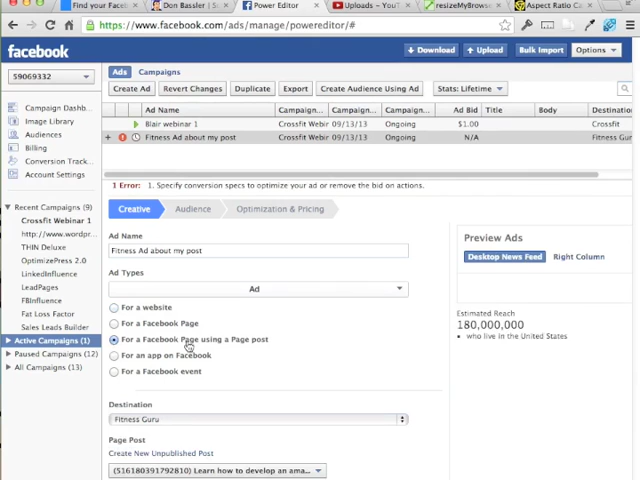 Find your Faceb
Don Bassler -
Power Editor
Uploads – YouT
resizeMyBrowse
Aspect Ratio Ca
https://www.facebook.com/ads/manage/powereditor/#
facebook
Download
Upload
Bulk Import
Options
59069332
Ads
Campaigns
Create Ad
Revert Changes
Duplicate
Export
Create Audience Using Ad
Stats: Lifetime
Campaign Dashb...
Image Library
Audiences
Billing
Conversion Track...
Account Settings
Ad Name
Campaign...
Campaign...
Campaign...
Ad Bid
Title
Body
Destination
Blair webinar 1
Crossfit Webir
09/13/13
Ongoing
$1.00
Crossfit
+
Fitness Ad about my post
Crossfit Webir
09/13/13
Ongoing
N/A
Fitness Gru
1 Error: 1. Specify conversion specs to optimize your ad or remove the bid on actions.
Recent Campaigns (9)
Crossfit Webinar 1
http://www.wordpr...
THIN Deluxe
OptimizePress 2.0
LinkedInfluence
LeadPages
FBInfluence
Fat Loss Factor
Sales Leads Builder
Active Campaigns (1)
Paused Campaigns (12)
All Campaigns (13)
Creative
Audience
Optimization & Pricing
Ad Name
Fitness Ad about my post
Ad Types
Ad
For a website
For a Facebook Page
For a Facebook Page using a Page post
For an app on Facebook
For a Facebook event
Destination
Fitness Guru
Page Post
Create New Unpublished Post
(516180391792810) Learn how to develop an ama...
Preview Ads
Desktop News Feed
Right Column
Estimated Reach
180,000,000
who live in the United States